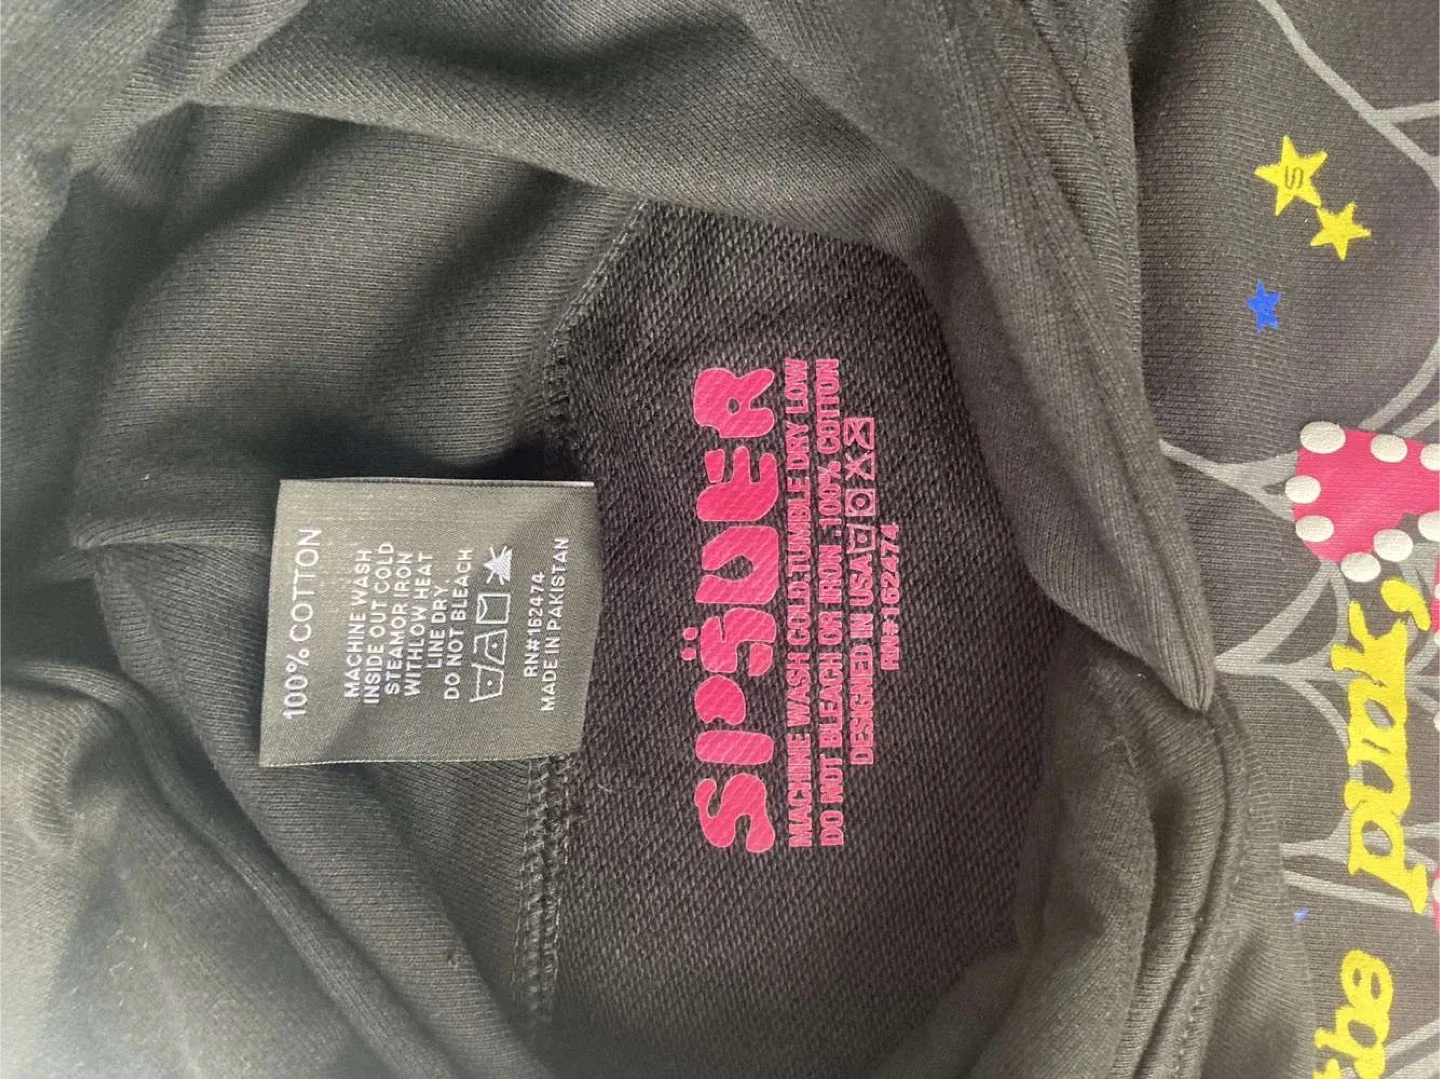 100% COTTON
MACHINE WASH
INSIDE OUT COLD
STEAMOR IRON
WITHLOW HEAT
LINE DRY
DO NOT BLEACH
RN#162474
MADE IN PAKISTAN
SIPSUER
MACHINE WASH COLD.TUMBLE DRY LOW
DO NOT BLEACH OR IRON .100% COTTON
DESIGNED IN USA
RN#162474
S
the punk,